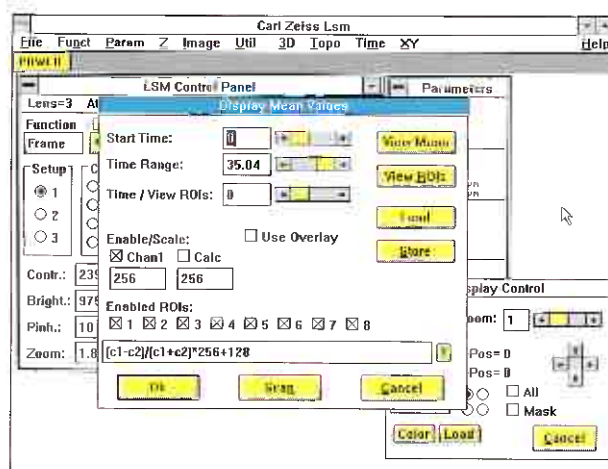 Carl Zeiss Lsm
File Funct Param Z Image Util 3D Topo Time XY Help
POWER
LSM Control Panel
Parameters
Lens=3
Function
Frame
Setup
1
2
3
Contr.: 239
Bright.: 975
Pinh.: 10
Zoom: 1.8
Display Mean Values
Start Time: 0
Time Range: 35.04
Time / View ROIs: 0
View Mean
View ROIs
Load
Store
Enable/Scale:
Use Overlay
Chan1 Calc
256 256
Enabled ROIs:
1 2 3 4 5 6 7 8
(c1-c2)/(c1+c2)*256+128
Ok Cancel
Control
1
Pos= 0
Pos= 0
All
Mask
Color Load Cancel